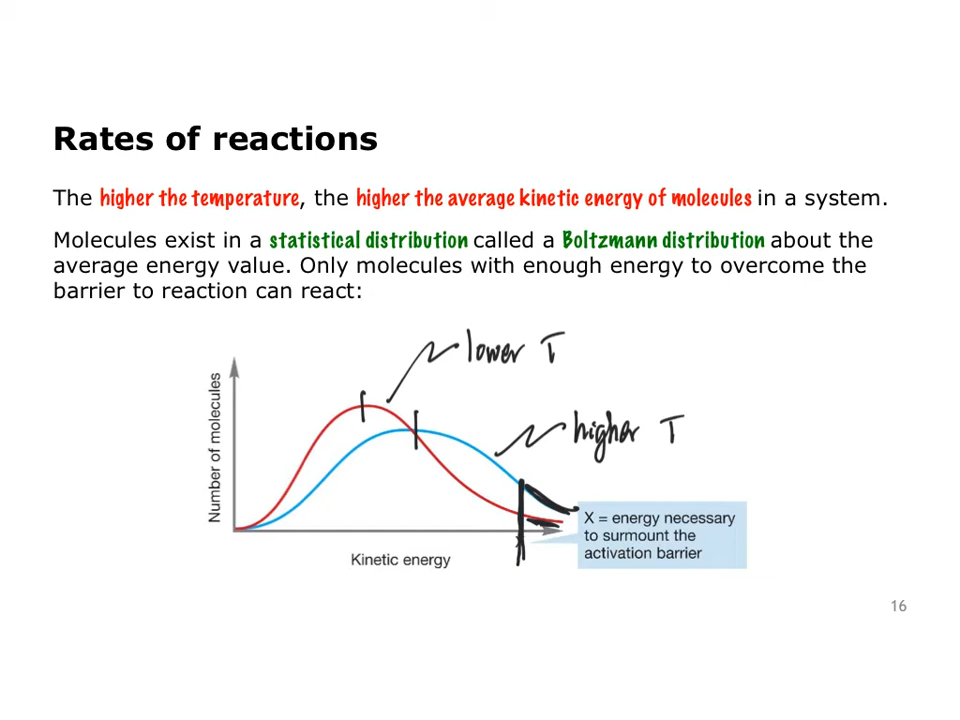 Rates of reactions
The higher the temperature, the higher the average kinetic energy of molecules in a system.
Molecules exist in a statistical distribution called a Boltzmann distribution about the
average energy value. Only molecules with enough energy to overcome the
barrier to reaction can react:
lower T
higher T
Number of molecules
X = energy necessary
to surmount the
activation barrier
Kinetic energy
16